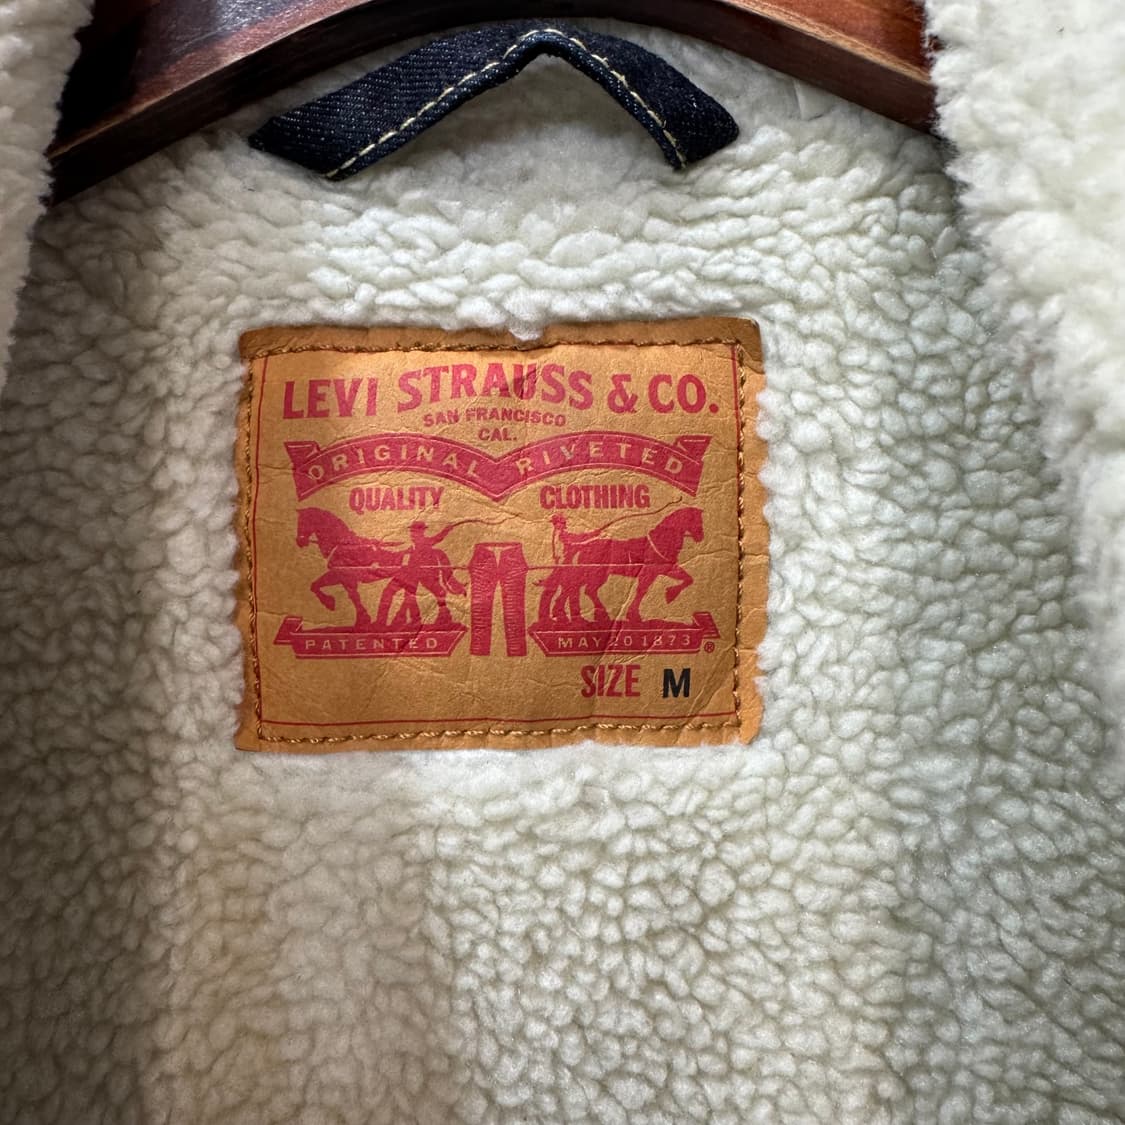 LEVI STRAUSS & CO.
SAN FRANCISCO
CAL.
ORIGINAL RIVETED
QUALITY CLOTHING
PATENTED MAY 20 1873 ®
SIZE M